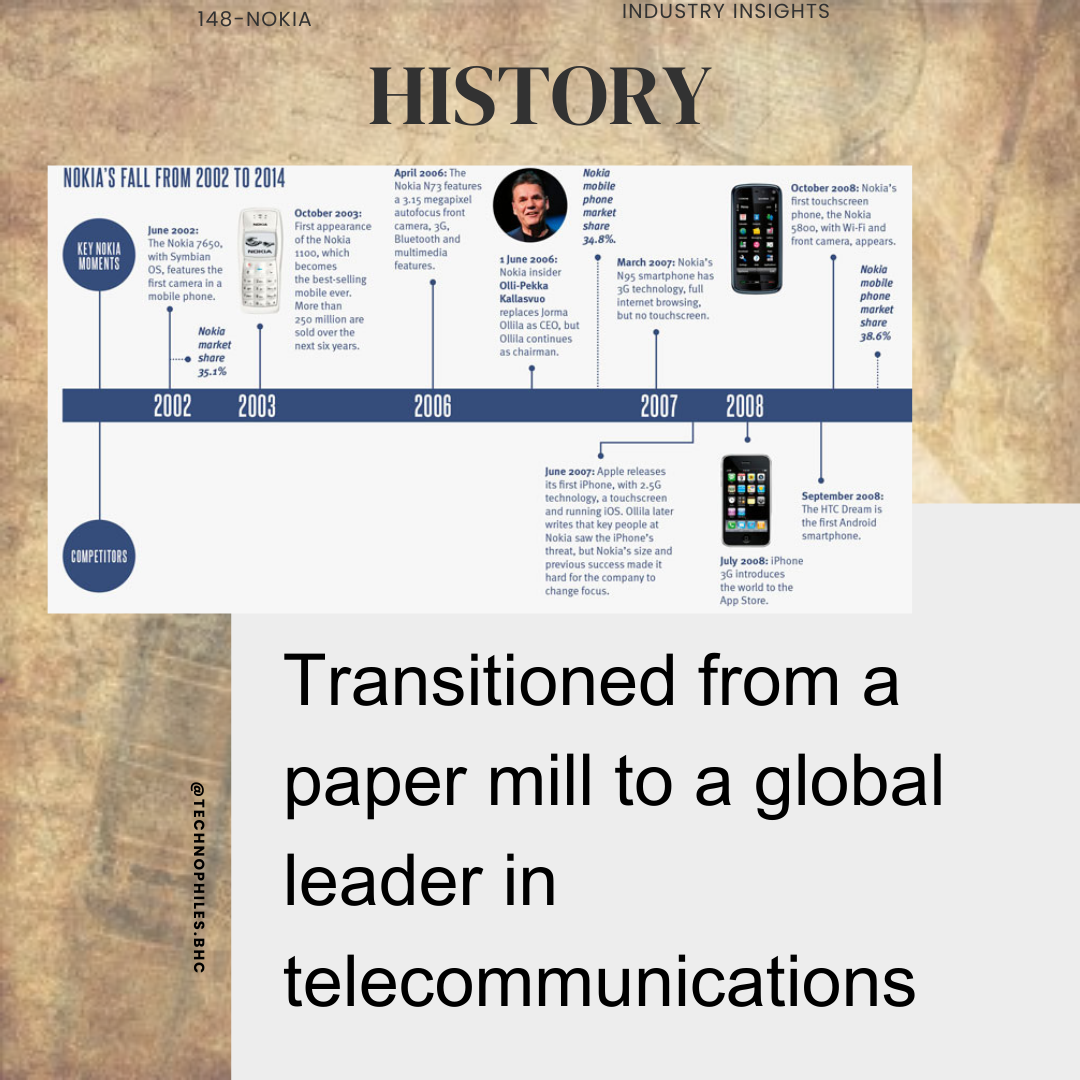 148-NOKIA
INDUSTRY INSIGHTS
HISTORY
NOKIA'S FALL FROM 2002 TO 2014
KEY NOKIA
MOMENTS
June 2002:
The Nokia 7650,
with Symbian
OS, features the
first camera in a
mobile phone.
Nokia
market
share
35.1%
NOKIA
NOKIA
October 2003:
First appearance
of the Nokia
1100, which
becomes
the best-selling
mobile ever.
More than
250 million are
sold over the
next six years.
April 2006: The
Nokia N73 features
a 3.15 megapixel
autofocus front
camera, 3G,
Bluetooth and
multimedia
features.
1 June 2006:
Nokia insider
Olli-Pekka
Kallasvuo
replaces Jorma
Ollila as CEO, but
Ollila continues
as chairman.
Nokia
mobile
phone
market
share
34.8%.
March 2007: Nokia's
N95 smartphone has
3G technology, full
internet browsing,
but no touchscreen.
October 2008: Nokia's
first touchscreen
phone, the Nokia
5800, with Wi-Fi and
front camera, appears.
Nokia
mobile
phone
market
share
38.6%
2002
2003
2006
2007
2008
COMPETITORS
June 2007: Apple releases
its first iPhone, with 2.5G
technology, a touchscreen
and running iOS. Ollila later
writes that key people at
Nokia saw the iPhone's
threat, but Nokia's size and
previous success made it
hard for the company to
change focus.
July 2008: iPhone
3G introduces
the world to the
App Store.
September 2008:
The HTC Dream is
the first Android
smartphone.
Transitioned from a
paper mill to a global
leader in
telecommunications
@TECHNOPHILES.BHC